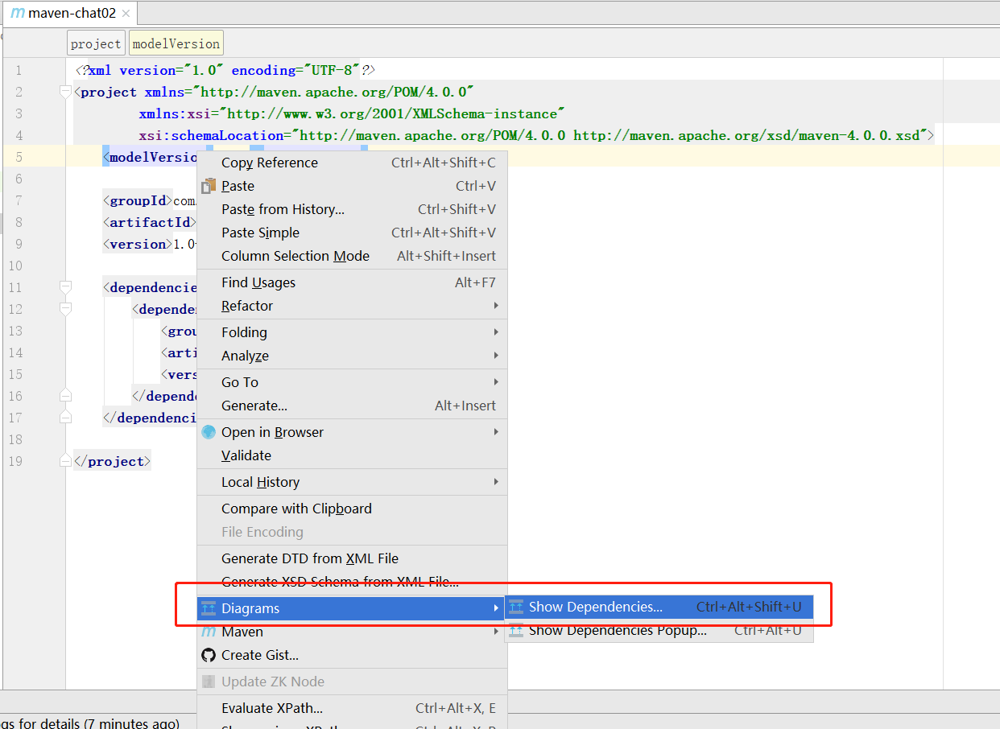 maven-chat02
project modelVersion
1 <?xml version="1.0" encoding="UTF-8"?>
2 <project xmlns="http://maven.apache.org/POM/4.0.0"
3 xmlns:xsi="http://www.w3.org/2001/XMLSchema-instance"
4 xsi:schemaLocation="http://maven.apache.org/POM/4.0.0 http://maven.apache.org/xsd/maven-4.0.0.xsd">
5 <modelVersio
6
7 <groupId>com
8 <artifactId>
9 <version>1.0
10
11 <dependencie
12 <depende
13 <grou
14 <arti
15 <vers
16 </depend
17 </dependenci
18
19 </project>
Copy Reference Ctrl+Alt+Shift+C
Paste Ctrl+V
Paste from History... Ctrl+Shift+V
Paste Simple Ctrl+Alt+Shift+V
Column Selection Mode Alt+Shift+Insert
Find Usages Alt+F7
Refactor
Folding
Analyze
Go To
Generate... Alt+Insert
Open in Browser
Validate
Local History
Compare with Clipboard
File Encoding
Generate DTD from XML File
Generate XSD Schema from XML File...
Diagrams
Show Dependencies... Ctrl+Alt+Shift+U
Maven
Show Dependencies Popup... Ctrl+Alt+U
Create Gist...
Update ZK Node
Evaluate XPath... Ctrl+Alt+X, E
gs for details (7 minutes ago)